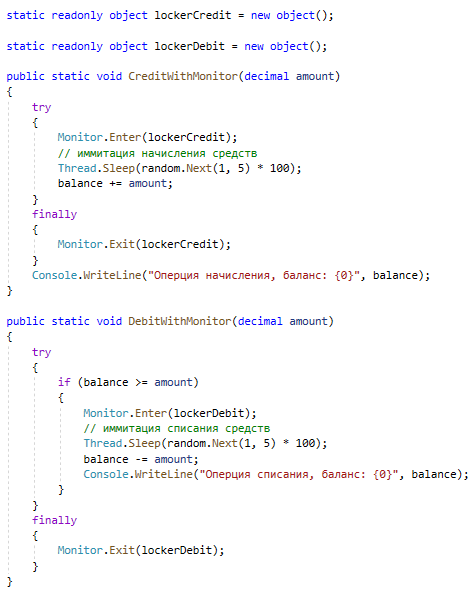 static readonly object lockerCredit = new object();
static readonly object lockerDebit = new object();
public static void CreditWithMonitor(decimal amount)
{
try
{
Monitor.Enter(lockerCredit);
// иммитация начисления средств
Thread.Sleep(random.Next(1, 5) * 100);
balance += amount;
}
finally
{
Monitor.Exit(lockerCredit);
}
Console.WriteLine("Оперция начисления, баланс: {0}", balance);
}
public static void DebitWithMonitor(decimal amount)
{
try
{
if (balance >= amount)
{
Monitor.Enter(lockerDebit);
// иммитация списания средств
Thread.Sleep(random.Next(1, 5) * 100);
balance -= amount;
Console.WriteLine("Оперция списания, баланс: {0}", balance);
}
}
finally
{
Monitor.Exit(lockerDebit);
}
}